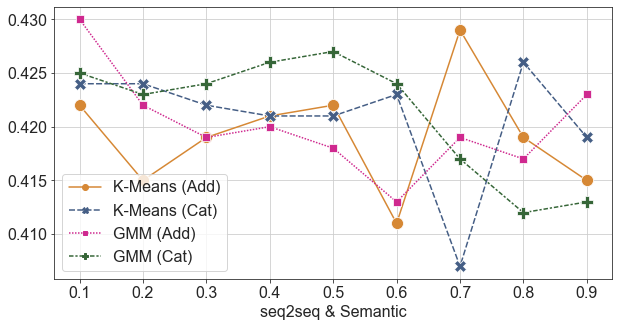 0.430
0.425
0.420
0.415
0.410
K-Means (Add)
K-Means (Cat)
GMM (Add)
GMM (Cat)
0.1 0.2 0.3 0.4 0.5 0.6 0.7 0.8 0.9
seq2seq & Semantic